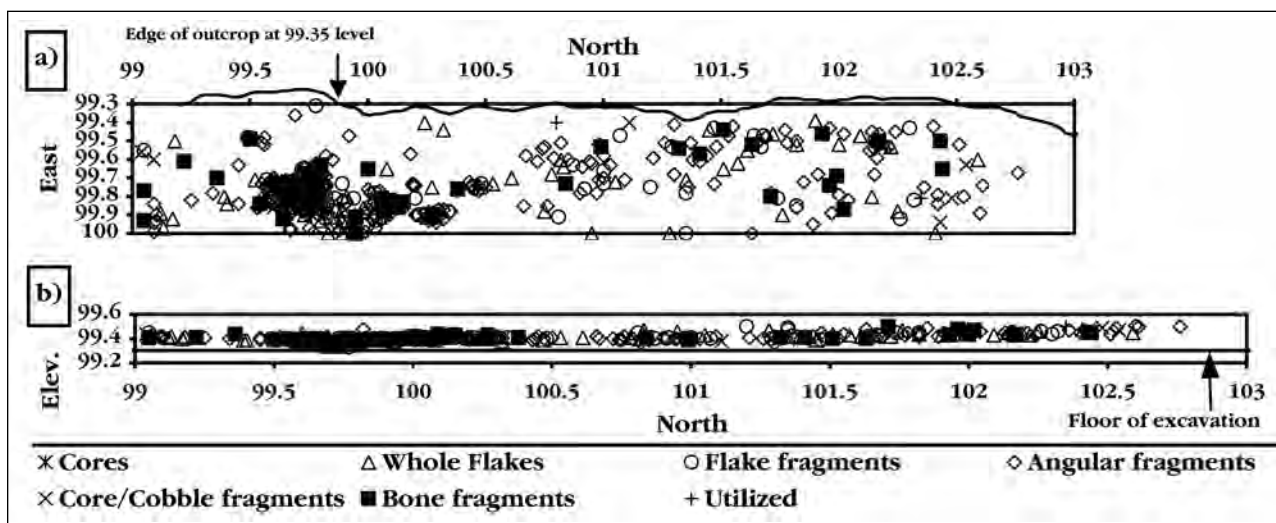 Edge of outcrop at 99.35 level
a)
North
99 99.5 100 100.5 101 101.5 102 102.5 103
East
99.3
99.4
99.5
99.6
99.7
99.8
99.9
100
b)
Elev.
99.6
99.4
99.2
99 99.5 100 100.5 101 101.5 102 102.5 103
North
Floor of excavation
Cores Whole Flakes Flake fragments Angular fragments
Core/Cobble fragments Bone fragments Utilized